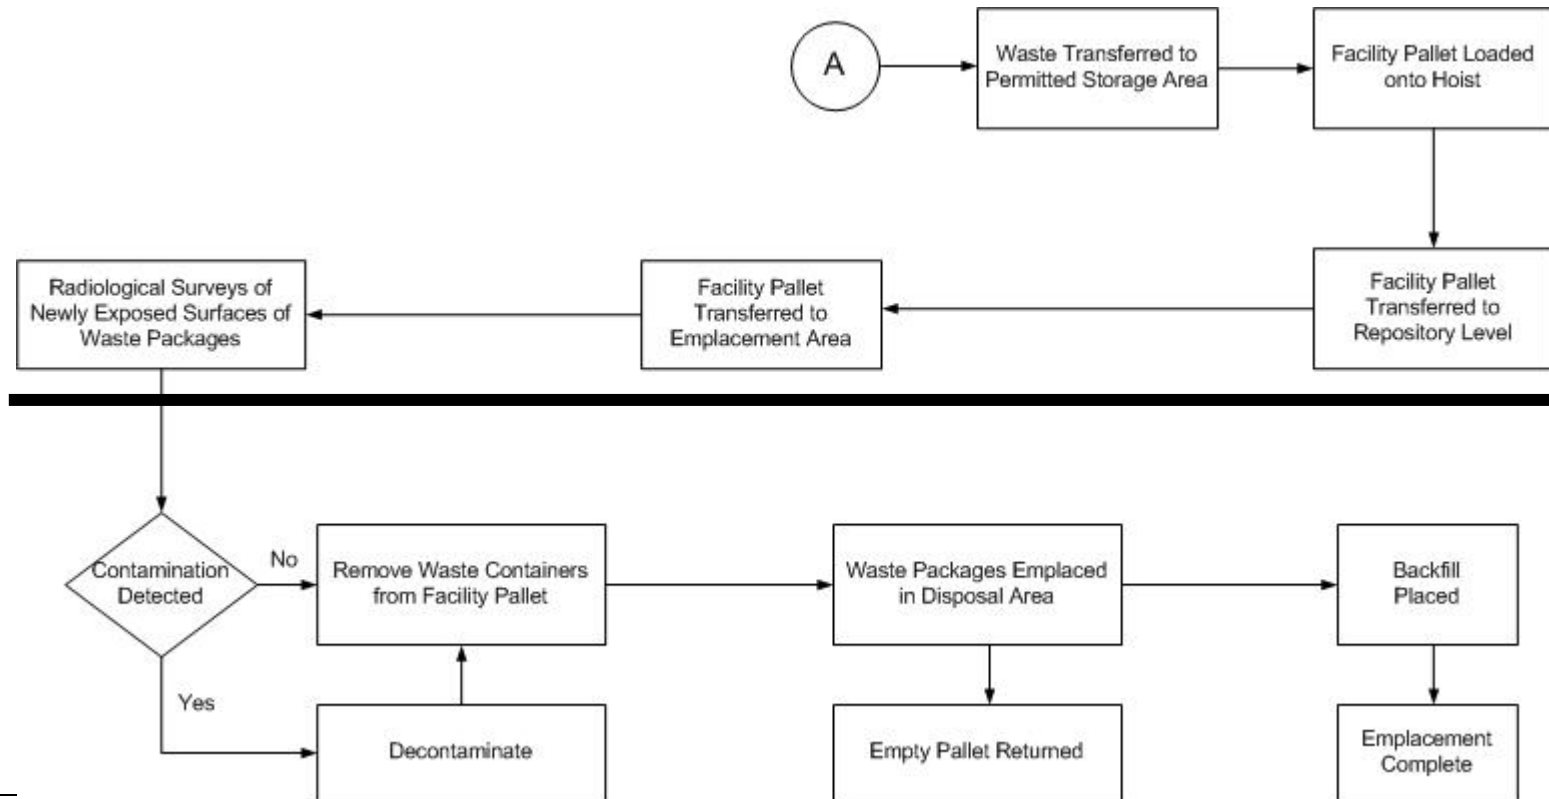 A
Waste Transferred to
Permitted Storage Area
Facility Pallet Loaded
onto Hoist
Facility Pallet
Transferred to
Repository Level
Facility Pallet
Transferred to
Emplacement Area
Radiological Surveys of
Newly Exposed Surfaces of
Waste Packages
Contamination
Detected
No
Yes
Remove Waste Containers
from Facility Pallet
Decontaminate
Waste Packages Emplaced
in Disposal Area
Empty Pallet Returned
Backfill
Placed
Emplacement
Complete